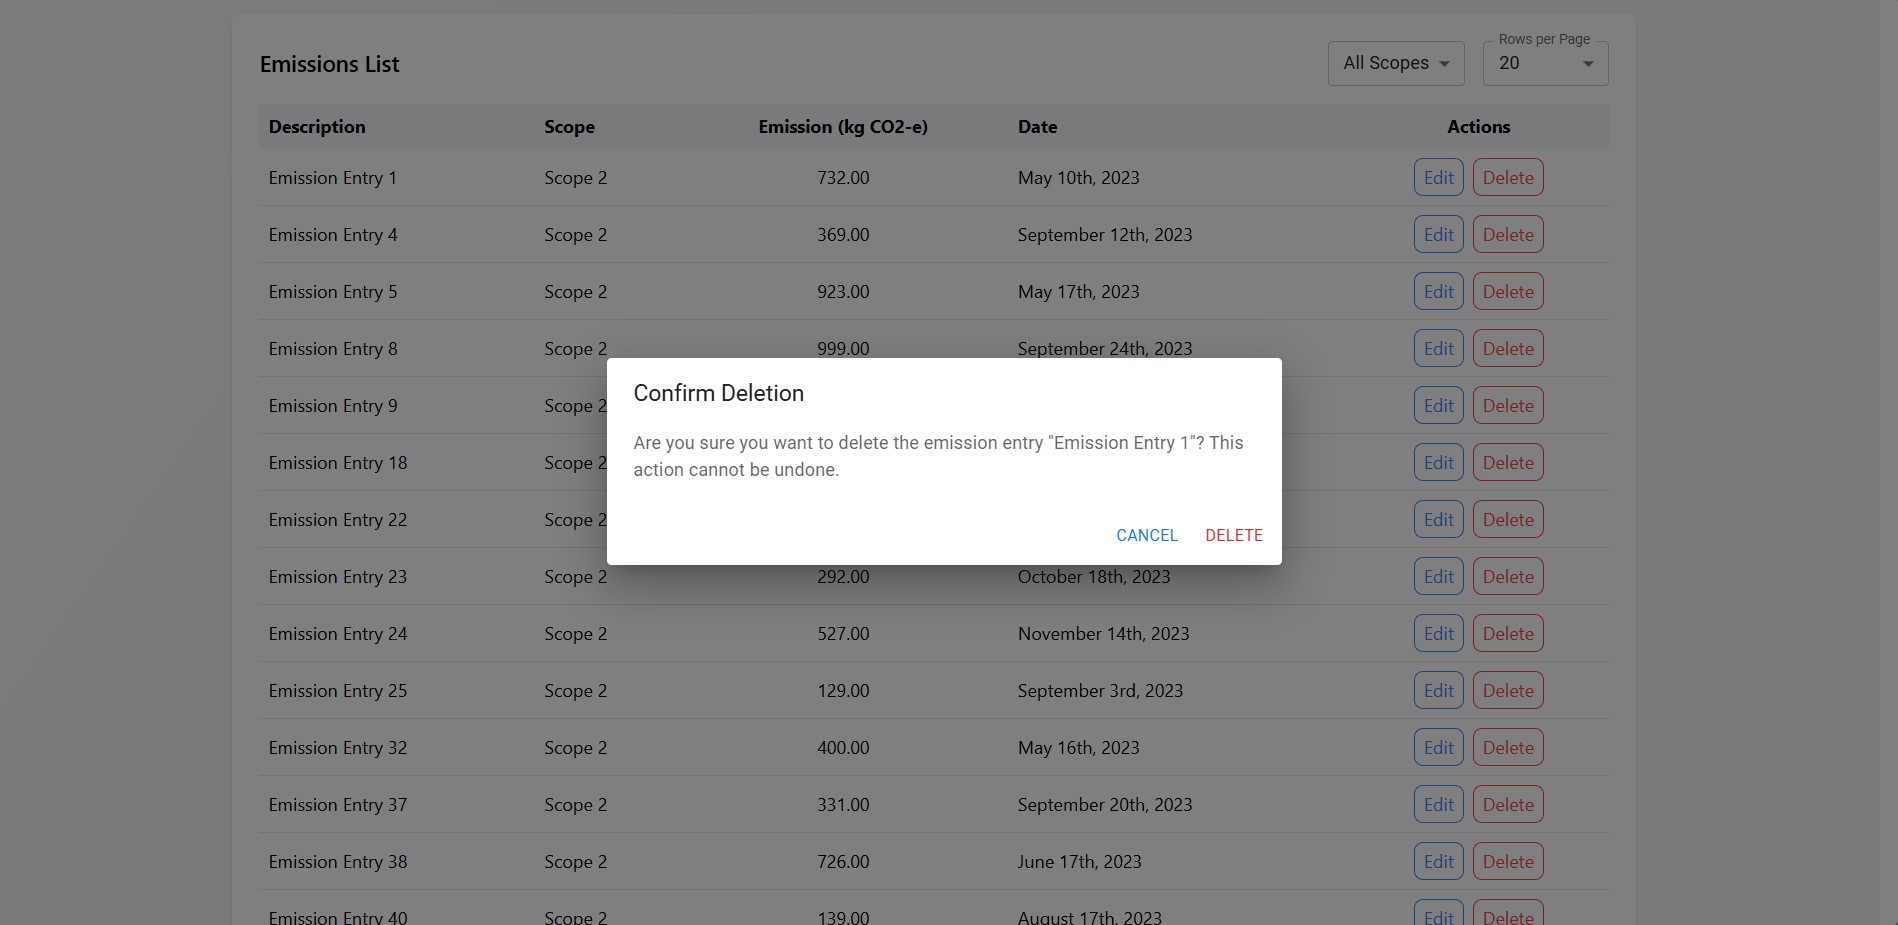 Emissions List
All Scopes
Rows per Page
20
Description Scope Emission (kg CO2-e) Date Actions
Emission Entry 1 Scope 2 732.00 May 10th, 2023 Edit Delete
Emission Entry 4 Scope 2 369.00 September 12th, 2023 Edit Delete
Emission Entry 5 Scope 2 923.00 May 17th, 2023 Edit Delete
Emission Entry 8 Scope 2 999.00 September 24th, 2023 Edit Delete
Emission Entry 9 Scope 2 Edit Delete
Emission Entry 18 Scope 2 Edit Delete
Emission Entry 22 Scope 2 Edit Delete
Emission Entry 23 Scope 2 292.00 October 18th, 2023 Edit Delete
Emission Entry 24 Scope 2 527.00 November 14th, 2023 Edit Delete
Emission Entry 25 Scope 2 129.00 September 3rd, 2023 Edit Delete
Emission Entry 32 Scope 2 400.00 May 16th, 2023 Edit Delete
Emission Entry 37 Scope 2 331.00 September 20th, 2023 Edit Delete
Emission Entry 38 Scope 2 726.00 June 17th, 2023 Edit Delete
Emission Entry 40 Scope 2 139.00 August 17th, 2023 Edit Delete
Confirm Deletion
Are you sure you want to delete the emission entry "Emission Entry 1"? This
action cannot be undone.
CANCEL DELETE